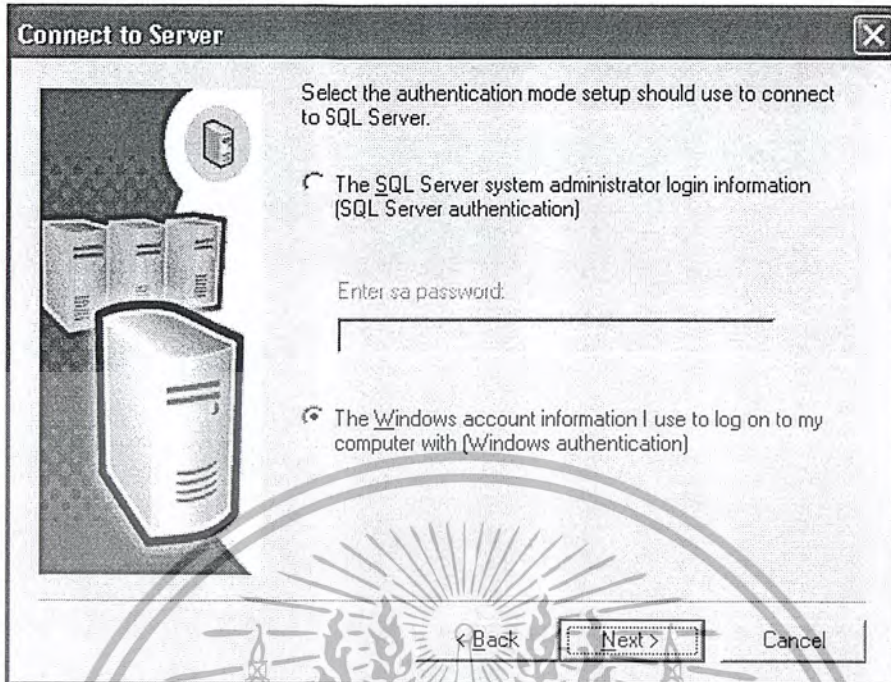 Connect to Server
Select the authentication mode setup should use to connect
to SQL Server.
The SQL Server system administrator login information
(SQL Server authentication)
Enter sa password:
The Windows account information I use to log on to my
computer with (Windows authentication)
< Back
Next >
Cancel